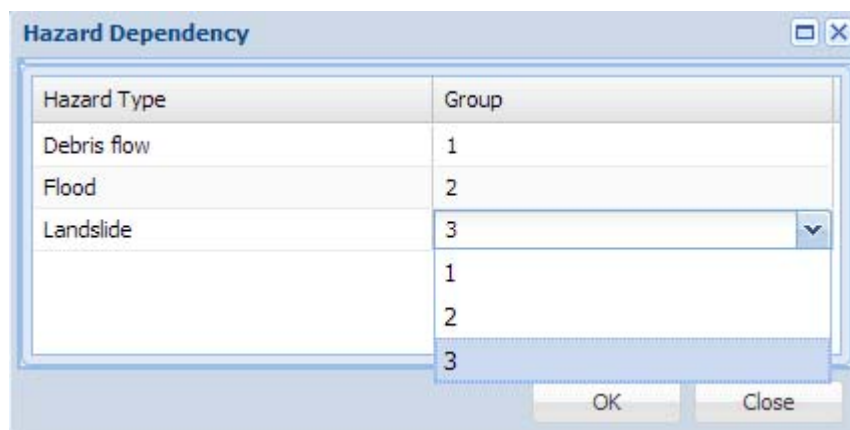 Hazard Dependency
Hazard Type Group
Debris flow 1
Flood 2
Landslide 3
1
2
3
OK Close